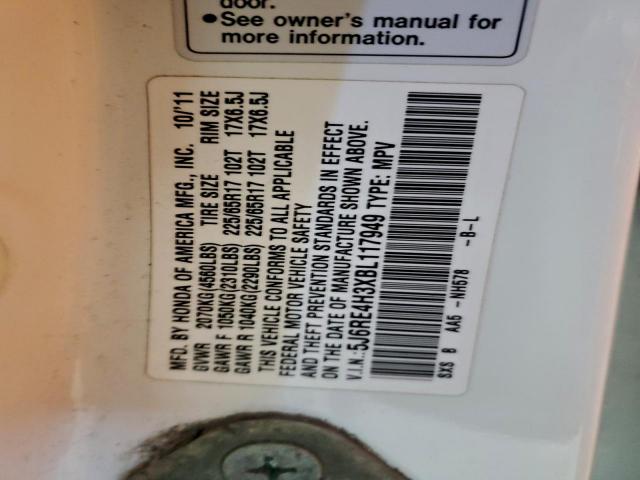 door.
●See owner's manual for
more information.
MFD. BY HONDA OF AMERICA MFG., INC. 10/'11
GVWR 2070KG(4560LBS) TIRE SIZE RIM SIZE
GAWR F 1050KG(2310LBS) 225/65R17 102T 17X6.5J
GAWR R 1040KG(2290LBS) 225/65R17 102T 17X6.5J
THIS VEHICLE CONFORMS TO ALL APPLICABLE
FEDERAL MOTOR VEHICLE SAFETY
AND THEFT PREVENTION STANDARDS IN EFFECT
ON THE DATE OF MANUFACTURE SHOWN ABOVE.
V.I.N.:5J6RE4H3XBL117949 TYPE: MPV
SXS B AA5 -NH578 -B-L